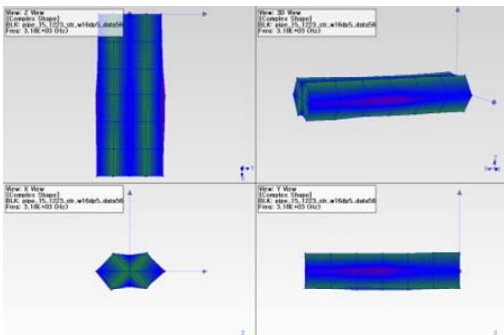 View: Z View
[Complex Shape]
BLK: pipe_15_1223_str_w16dp5_data56
Freq: 3.18E+03 (Hz)
View: 3D View
[Complex Shape]
BLK: pipe_15_1223_str_w16dp5_data56
Freq: 3.18E+03 (Hz)
View: X View
[Complex Shape]
BLK: pipe_15_1223_str_w16dp5_data56
Freq: 3.18E+03 (Hz)
View: Y View
[Complex Shape]
BLK: pipe_15_1223_str_w16dp5_data56
Freq: 3.18E+03 (Hz)